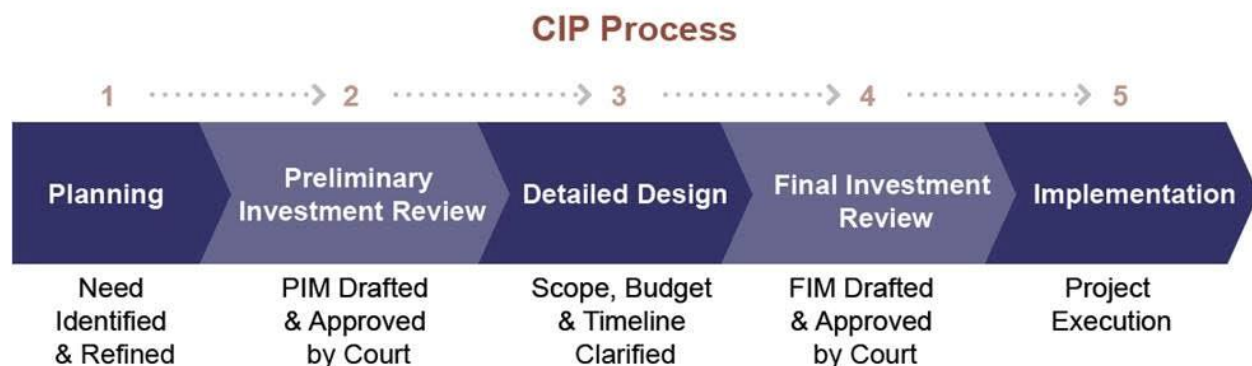 CIP Process
1
2
3
4
5
Planning
Preliminary
Investment Review
Detailed Design
Final Investment
Review
Implementation
Need
Identified
& Refined
PIM Drafted
& Approved
by Court
Scope, Budget
& Timeline
Clarified
FIM Drafted
& Approved
by Court
Project
Execution